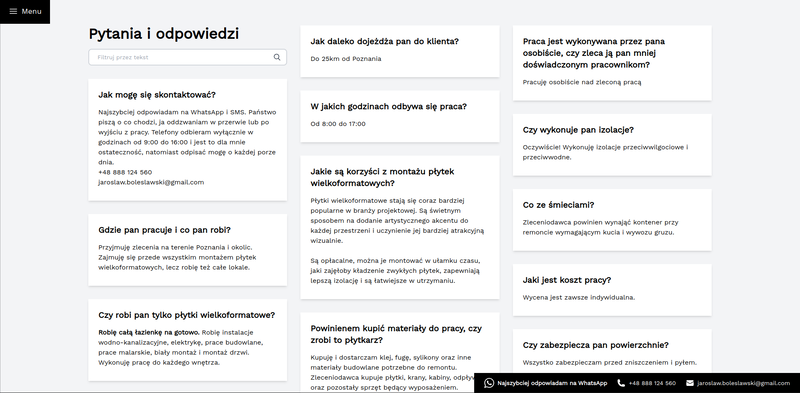 Menu
Pytania i odpowiedzi
Filtruj przez tekst
Jak mogę się skontaktować?
Najszybciej odpowiadam na WhatsApp i SMS. Państwo
piszą o co chodzi, ja oddzwaniam w przerwie lub po
wyjściu z pracy. Telefony odbieram wyłącznie w
godzinach od 9:00 do 16:00 i jest to dla mnie
ostateczność, natomiast odpisać mogę o każdej porze
dnia.
+48 888 124 560
jaroslaw.boleslawski@gmail.com
Gdzie pan pracuje i co pan robi?
Przyjmuję zlecenia na terenie Poznania i okolic.
Zajmuję się przede wszystkim montażem płytek
wielkoformatowych, lecz robię też całe lokale.
Czy robi pan tylko płytki wielkoformatowe?
Robię całą łazienkę na gotowo. Robię instalacje
wodno-kanalizacyjne, elektrykę, prace budowlane,
prace malarskie, biały montaż i montaż drzwi.
Wykonuję pracę do każdego wnętrza.
Jak daleko dojeżdża pan do klienta?
Do 25km od Poznania
W jakich godzinach odbywa się praca?
Od 8:00 do 17:00
Jakie są korzyści z montażu płytek
wielkoformatowych?
Płytki wielkoformatowe stają się coraz bardziej
popularne w branży projektowej. Są świetnym
sposobem na dodanie artystycznego akcentu do
każdej przestrzeni i uczynienie jej bardziej atrakcyjną
wizualnie.
Są opłacalne, można je montować w ułamku czasu,
jaki zajęłoby kładzenie zwykłych płytek, zapewniają
lepszą izolację i są łatwiejsze w utrzymaniu.
Powinienem kupić materiały do pracy, czy
zrobi to płytkarz?
Kupuję i dostarczam klej, fugę, sylikony oraz inne
materiały budowlane potrzebne do remontu.
Zleceniodawca kupuje płytki, krany, kabiny, odpływ
oraz pozostały sprzęt będący wyposażeniem.
Praca jest wykonywana przez pana
osobiście, czy zleca ją pan mniej
doświadczonym pracownikom?
Pracuję osobiście nad zleconą pracą
Czy wykonuje pan izolacje?
Oczywiście! Wykonuję izolacje przeciwwilgociowe i
przeciwwodne.
Co ze śmieciami?
Zleceniodawca powinien wynająć kontener przy
remoncie wymagającym kucia i wywozu gruzu.
Jaki jest koszt pracy?
Wycena jest zawsze indywidualna.
Czy zabezpiecza pan powierzchnie?
Wszystko zabezpieczam przed zniszczeniem i pyłem.
Najszybciej odpowiadam na WhatsApp
+48 888 124 560
jaroslaw.boleslawski@gmail.com